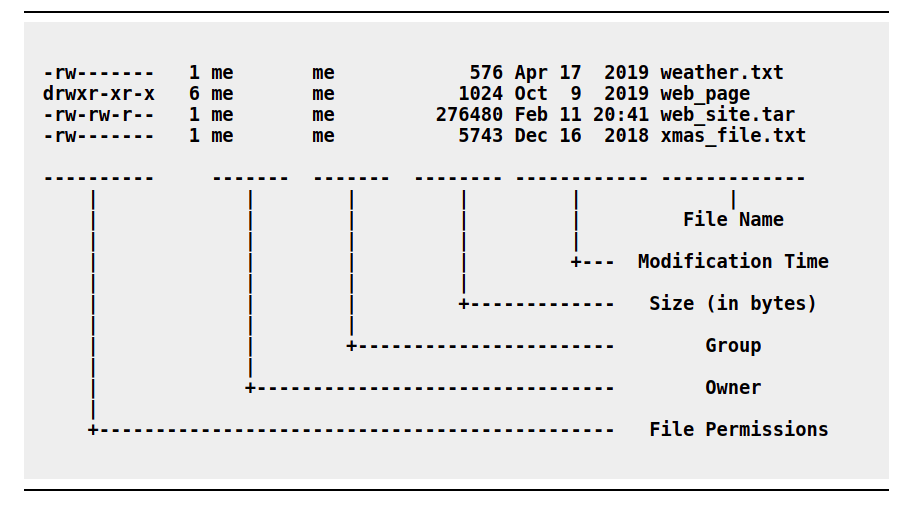 -rw-------   1 me       me            576 Apr 17  2019 weather.txt
drwxr-xr-x   6 me       me           1024 Oct  9  2019 web_page
-rw-rw-r--   1 me       me         276480 Feb 11 20:41 web_site.tar
-rw-------   1 me       me           5743 Dec 16  2018 xmas_file.txt
----------     -------  -------  -------- ------------ -------------
    |             |        |         |         |             |
    |             |        |         |         |         File Name
    |             |        |         |         |
    |             |        |         |         +---  Modification Time
    |             |        |         |
    |             |        |         +-------------   Size (in bytes)
    |             |        |
    |             |        +-----------------------        Group
    |             |
    |             +--------------------------------        Owner
    |
    +----------------------------------------------   File Permissions